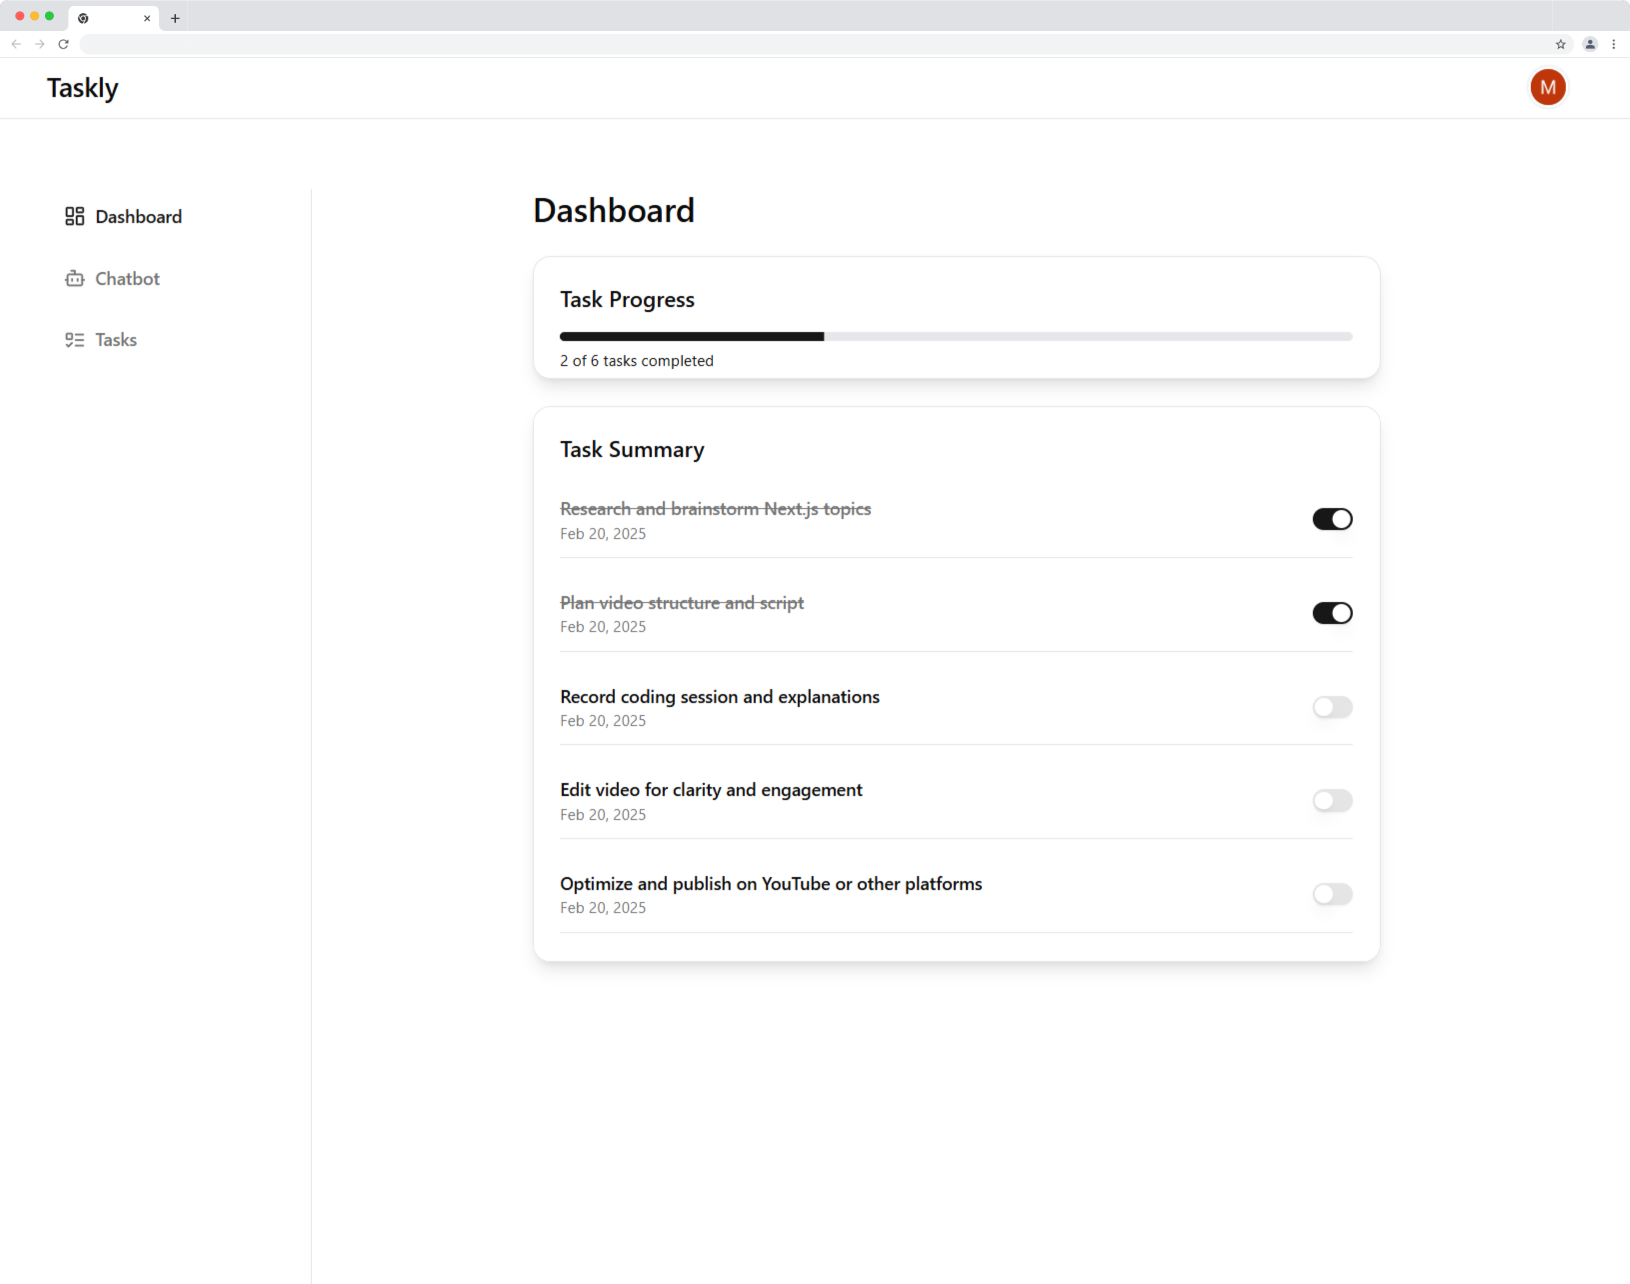 Taskly
M
Dashboard
Chatbot
Tasks
Dashboard
Task Progress
2 of 6 tasks completed
Task Summary
Research and brainstorm Next.js topics
Feb 20, 2025
Plan video structure and script
Feb 20, 2025
Record coding session and explanations
Feb 20, 2025
Edit video for clarity and engagement
Feb 20, 2025
Optimize and publish on YouTube or other platforms
Feb 20, 2025